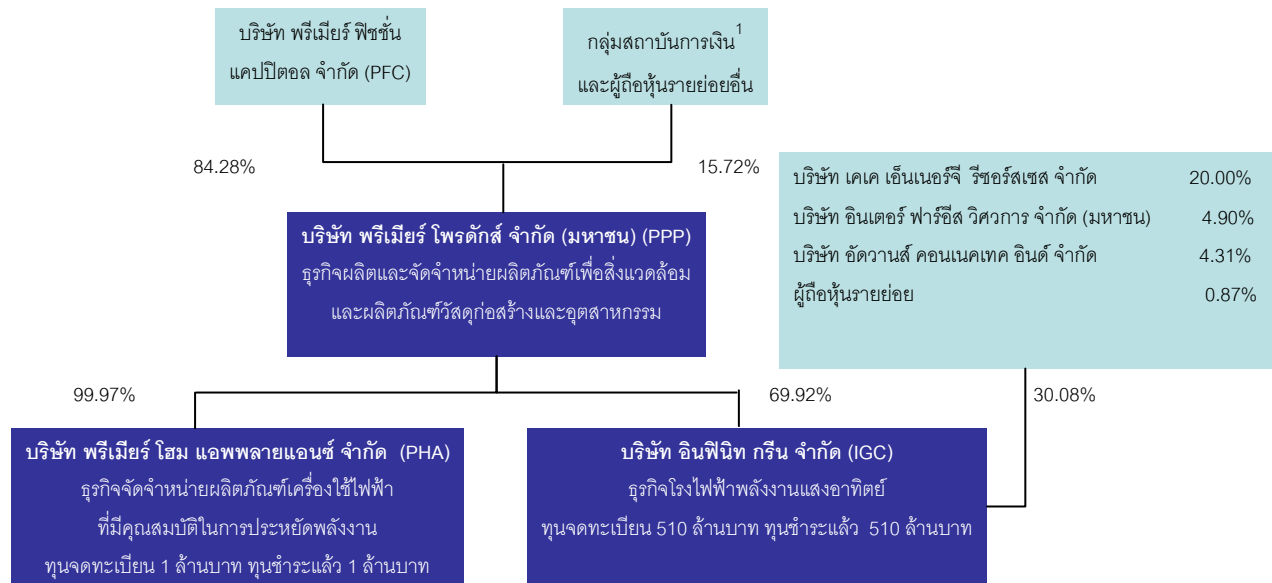 บริษัท พรีเมียร์ ฟิชชั่น
แคปปิตอล จำกัด (PFC)
กลุ่มสถาบันการเงิน1
และผู้ถือหุ้นรายย่อยอื่น
84.28%
15.72%
บริษัท เคเค เอ็นเนอร์จี รีซอร์สเซส จำกัด 20.00%
บริษัท อินเตอร์ ฟาร์อีส วิศวการ จำกัด (มหาชน) 4.90%
บริษัท อัดวานส์ คอนเนคเทค อินด์ จำกัด 4.31%
ผู้ถือหุ้นรายย่อย 0.87%
บริษัท พรีเมียร์ โพรดักส์ จำกัด (มหาชน) (PPP)
ธุรกิจผลิตและจัดจำหน่ายผลิตภัณฑ์เพื่อสิ่งแวดล้อม
และผลิตภัณฑ์วัสดุก่อสร้างและอุตสาหกรรม
99.97%
69.92%
30.08%
บริษัท พรีเมียร์ โฮม แอพพลายแอนซ์ จำกัด (PHA)
ธุรกิจจัดจำหน่ายผลิตภัณฑ์เครื่องใช้ไฟฟ้า
ที่มีคุณสมบัติในการประหยัดพลังงาน
ทุนจดทะเบียน 1 ล้านบาท ทุนชำระแล้ว 1 ล้านบาท
บริษัท อินฟินิท กรีน จำกัด (IGC)
ธุรกิจโรงไฟฟ้าพลังงานแสงอาทิตย์
ทุนจดทะเบียน 510 ล้านบาท ทุนชำระแล้ว 510 ล้านบาท